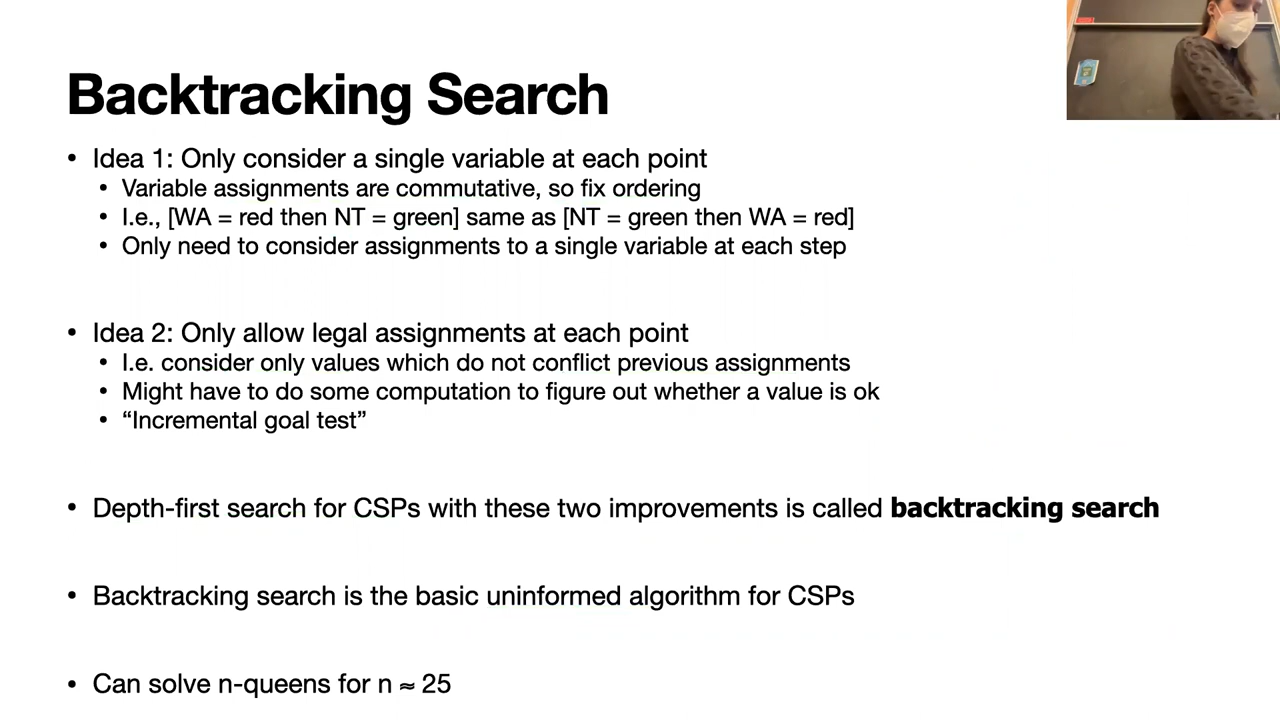 Backtracking Search
• Idea 1: Only consider a single variable at each point
• Variable assignments are commutative, so fix ordering
• I.e., [WA = red then NT = green] same as [NT = green then WA = red]
• Only need to consider assignments to a single variable at each step
• Idea 2: Only allow legal assignments at each point
• I.e. consider only values which do not conflict previous assignments
• Might have to do some computation to figure out whether a value is ok
• “Incremental goal test”
• Depth-first search for CSPs with these two improvements is called backtracking search
• Backtracking search is the basic uninformed algorithm for CSPs
• Can solve n-queens for n ≈ 25